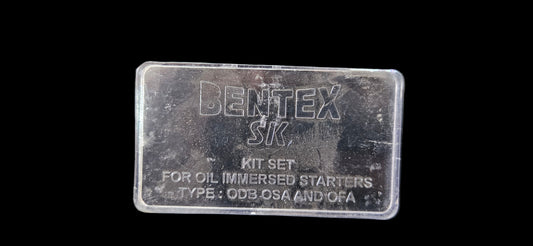 BENTEX
SK
KIT SET
FOR OIL IMMERSED STARTERS
TYPE : ODB OSA AND OFA